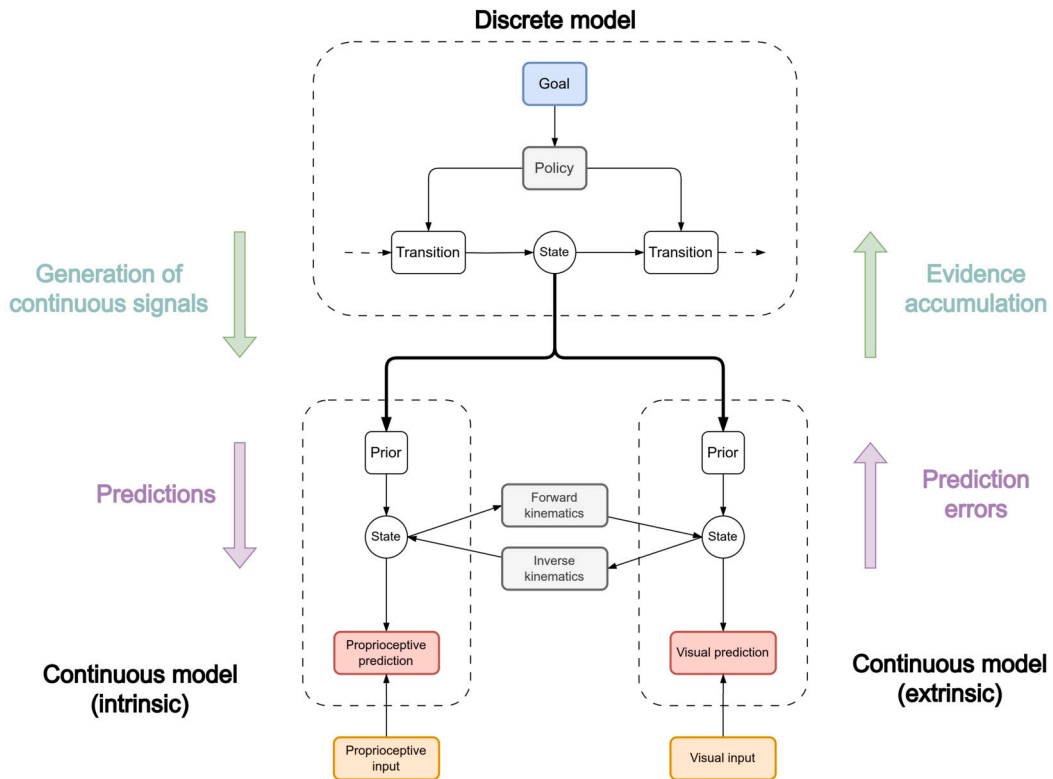 Discrete model
Goal
Policy
Transition
State
Transition
Generation of
continuous signals
Evidence
accumulation
Prior
Prior
Predictions
Forward
kinematics
Prediction
errors
State
State
Inverse
kinematics
Proprioceptive
prediction
Visual prediction
Continuous model
(intrinsic)
Continuous model
(extrinsic)
Proprioceptive
input
Visual input